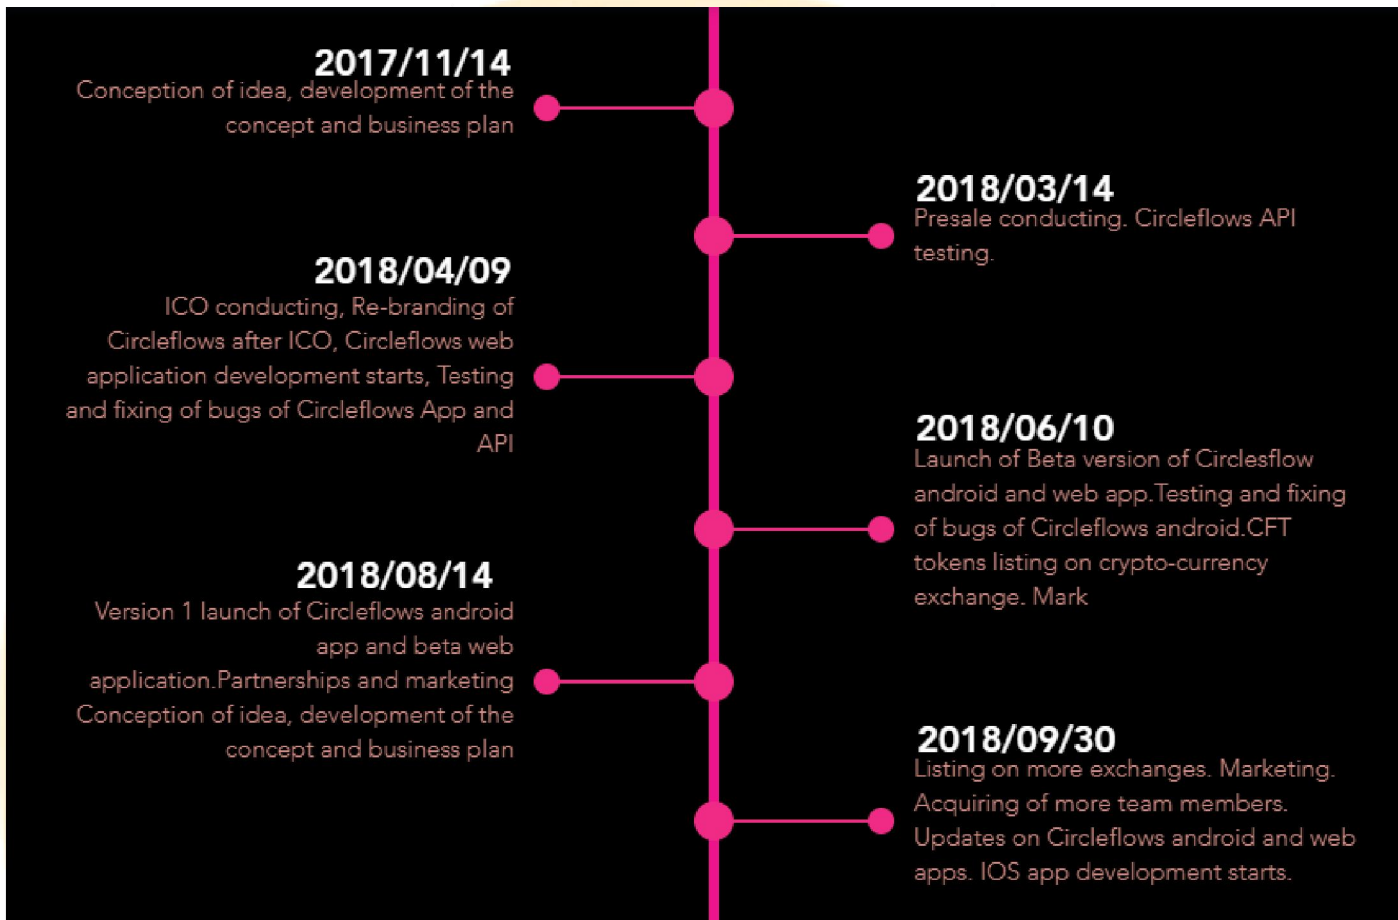 2017/11/14
Conception of idea, development of the
concept and business plan
2018/03/14
Presale conducting. Circleflows API
testing.
2018/04/09
ICO conducting, Re-branding of
Circleflows after ICO, Circleflows web
application development starts, Testing
and fixing of bugs of Circleflows App and
API
2018/06/10
Launch of Beta version of Circlesflow
android and web app.Testing and fixing
of bugs of Circleflows android.CFT
tokens listing on crypto-currency
exchange. Mark
2018/08/14
Version 1 launch of Circleflows android
app and beta web
application.Partnerships and marketing
Conception of idea, development of the
concept and business plan
2018/09/30
Listing on more exchanges. Marketing.
Acquiring of more team members.
Updates on Circleflows android and web
apps. IOS app development starts.